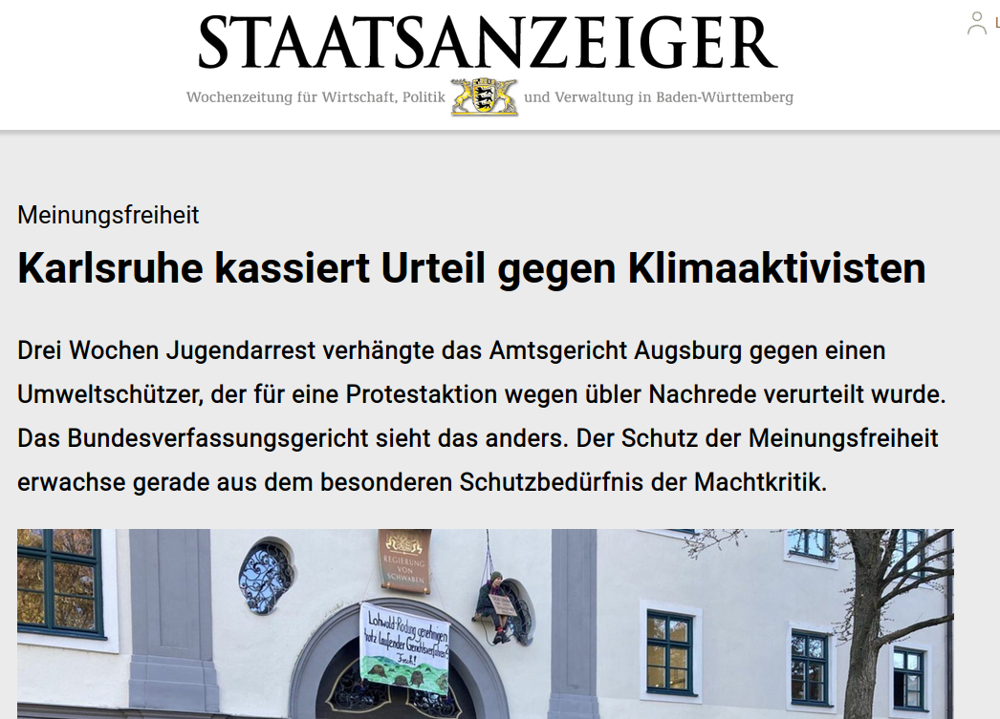 STAATSANZEIGER
Wochenzeitung für Wirtschaft, Politik und Verwaltung in Baden-Württemberg
L
Meinungsfreiheit
Karlsruhe kassiert Urteil gegen Klimaaktivisten
Drei Wochen Jugendarrest verhängte das Amtsgericht Augsburg gegen einen
Umweltschützer, der für eine Protestaktion wegen übler Nachrede verurteilt wurde.
Das Bundesverfassungsgericht sieht das anders. Der Schutz der Meinungsfreiheit
erwachse gerade aus dem besonderen Schutzbedürfnis der Machtkritik.
REGIERUNG
VON
SCHWABEN
Lohwald-Rodung genehmigen
trotz laufender Gerichtsverfahren?
Frech!